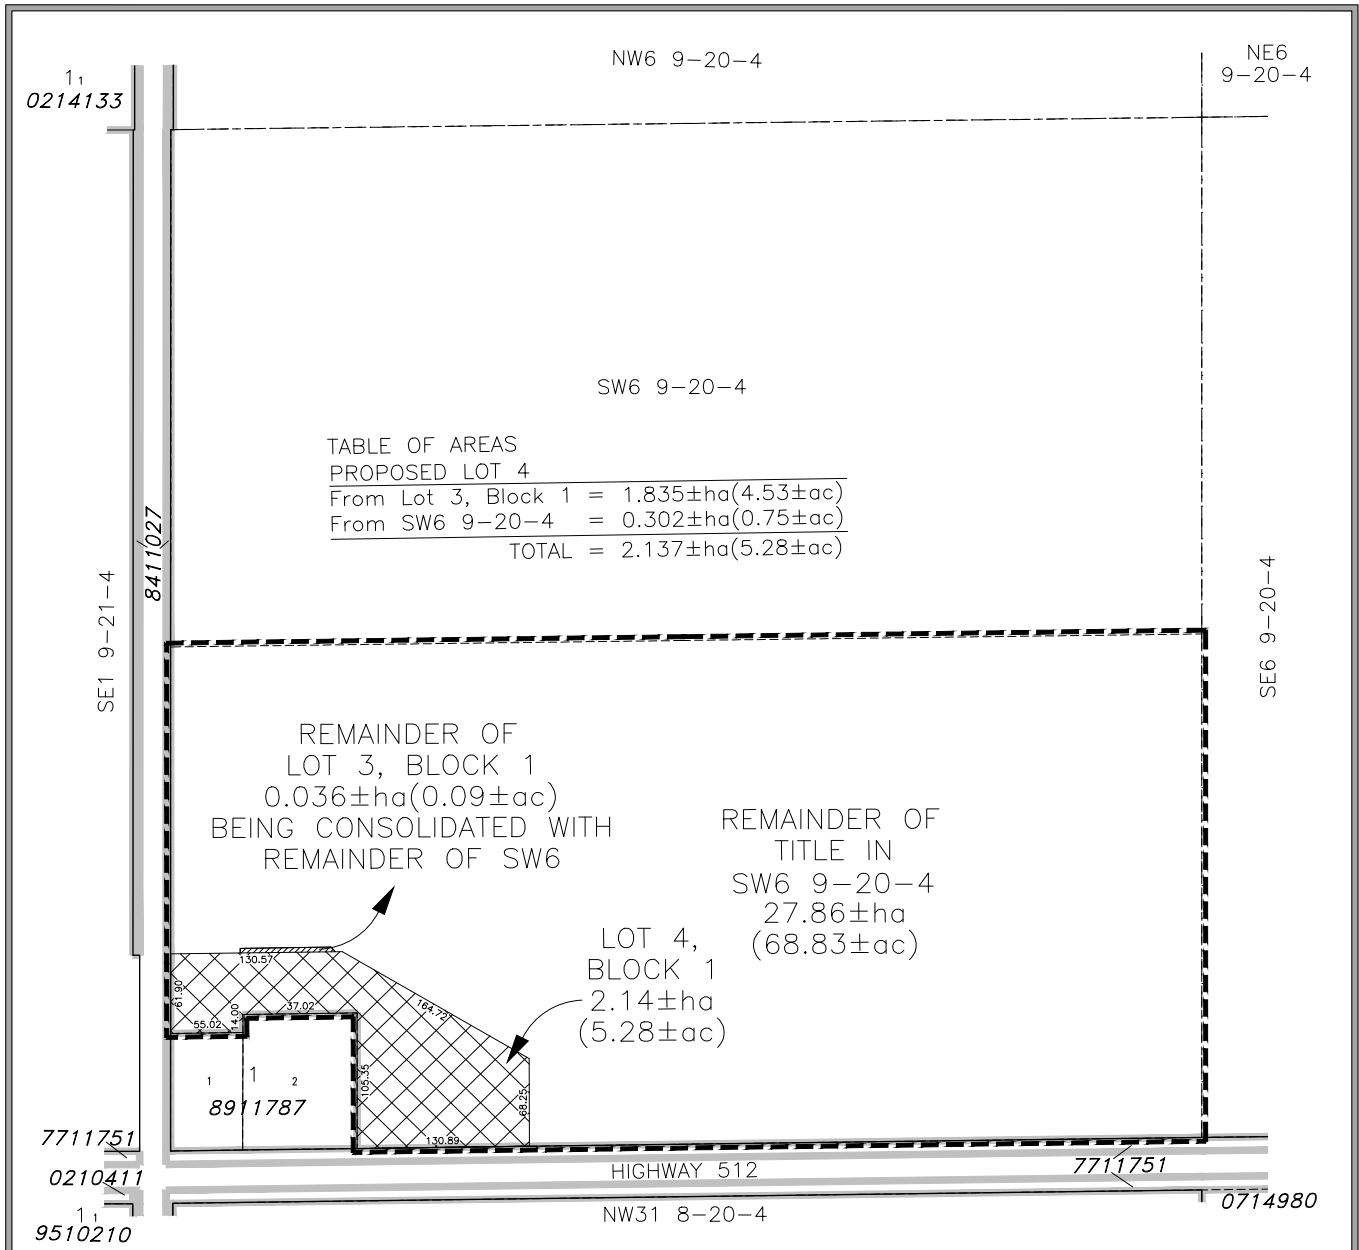 NW6 9-20-4
NE6
9-20-4
1 1
0214133
SW6 9-20-4
TABLE OF AREAS
PROPOSED LOT 4
From Lot 3, Block 1 = 1.835±ha(4.53±ac)
From SW6 9-20-4 = 0.302±ha(0.75±ac)
TOTAL = 2.137±ha(5.28±ac)
8411027
SE1 9-21-4
SE6 9-20-4
REMAINDER OF
LOT 3, BLOCK 1
0.036±ha(0.09±ac)
BEING CONSOLIDATED WITH
REMAINDER OF SW6
REMAINDER OF
TITLE IN
SW6 9-20-4
27.86±ha
(68.83±ac)
LOT 4,
BLOCK 1
2.14±ha
(5.28±ac)
130.57
61.90
164.72
55.02
14.00
37.02
105.35
68.25
130.89
1 1 2
8911787
7711751
0210411
HIGHWAY 512
7711751
0714980
1 1
9510210
NW31 8-20-4